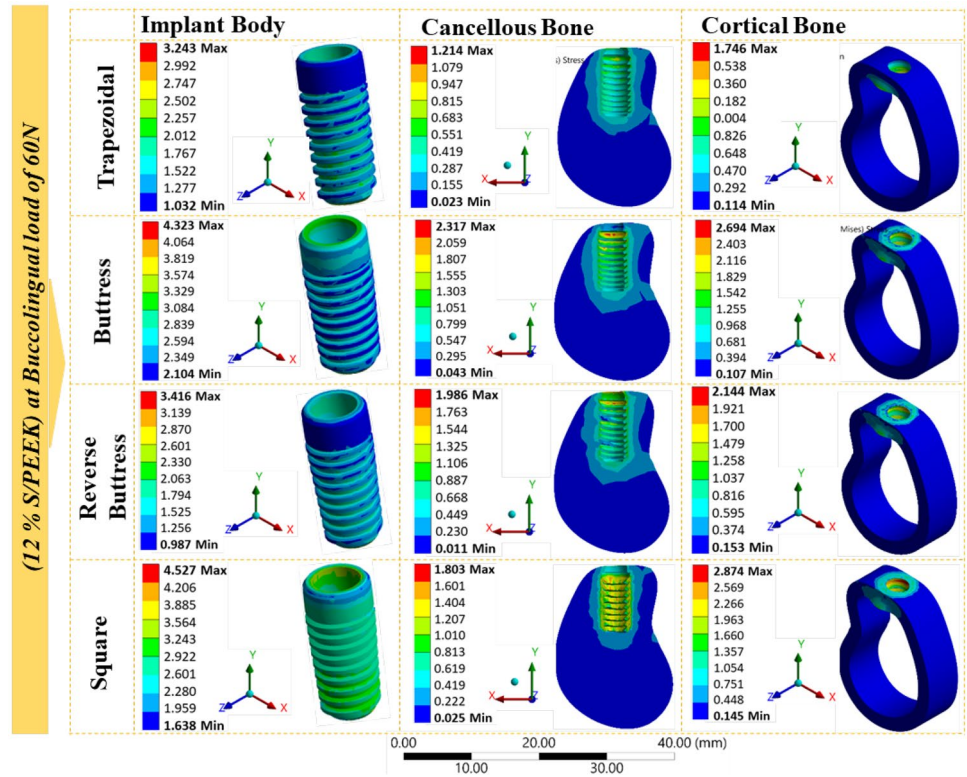 Implant Body
Cancellous Bone
Cortical Bone
(12 % S/PEEK) at Buccolingual load of 60N
Trapezoidal
3.243 Max
2.992
2.747
2.502
2.257
2.012
1.767
1.522
1.277
1.032 Min
Y
Z
X
1.214 Max
1.079
0.947
0.815
0.683
0.551
0.419
0.287
0.155
0.023 Min
s) Stress
Y
X
Z
1.746 Max
0.538
0.360
0.182
0.004
0.826
0.648
0.470
0.292
0.114 Min
Y
Z
X
Buttress
4.323 Max
4.064
3.819
3.574
3.329
3.084
2.839
2.594
2.349
2.104 Min
Y
Z
X
2.317 Max
2.059
1.807
1.555
1.303
1.051
0.799
0.547
0.295
0.043 Min
Y
X
Z
2.694 Max
2.403
2.116
1.829
1.542
1.255
0.968
0.681
0.394
0.107 Min
Mises) St
Y
Z
X
Reverse
Buttress
3.416 Max
3.139
2.870
2.601
2.330
2.063
1.794
1.525
1.256
0.987 Min
Y
Z
X
1.986 Max
1.763
1.544
1.325
1.106
0.887
0.668
0.449
0.230
0.011 Min
Y
X
Z
2.144 Max
1.921
1.700
1.479
1.258
1.037
0.816
0.595
0.374
0.153 Min
Y
Z
X
Square
4.527 Max
4.206
3.885
3.564
3.243
2.922
2.601
2.280
1.959
1.638 Min
Y
Z
X
1.803 Max
1.601
1.404
1.207
1.010
0.813
0.619
0.419
0.222
0.025 Min
Y
X
Z
2.874 Max
2.569
2.266
1.963
1.660
1.357
1.054
0.751
0.448
0.145 Min
Y
Z
X
0.00
20.00
40.00 (mm)
10.00
30.00